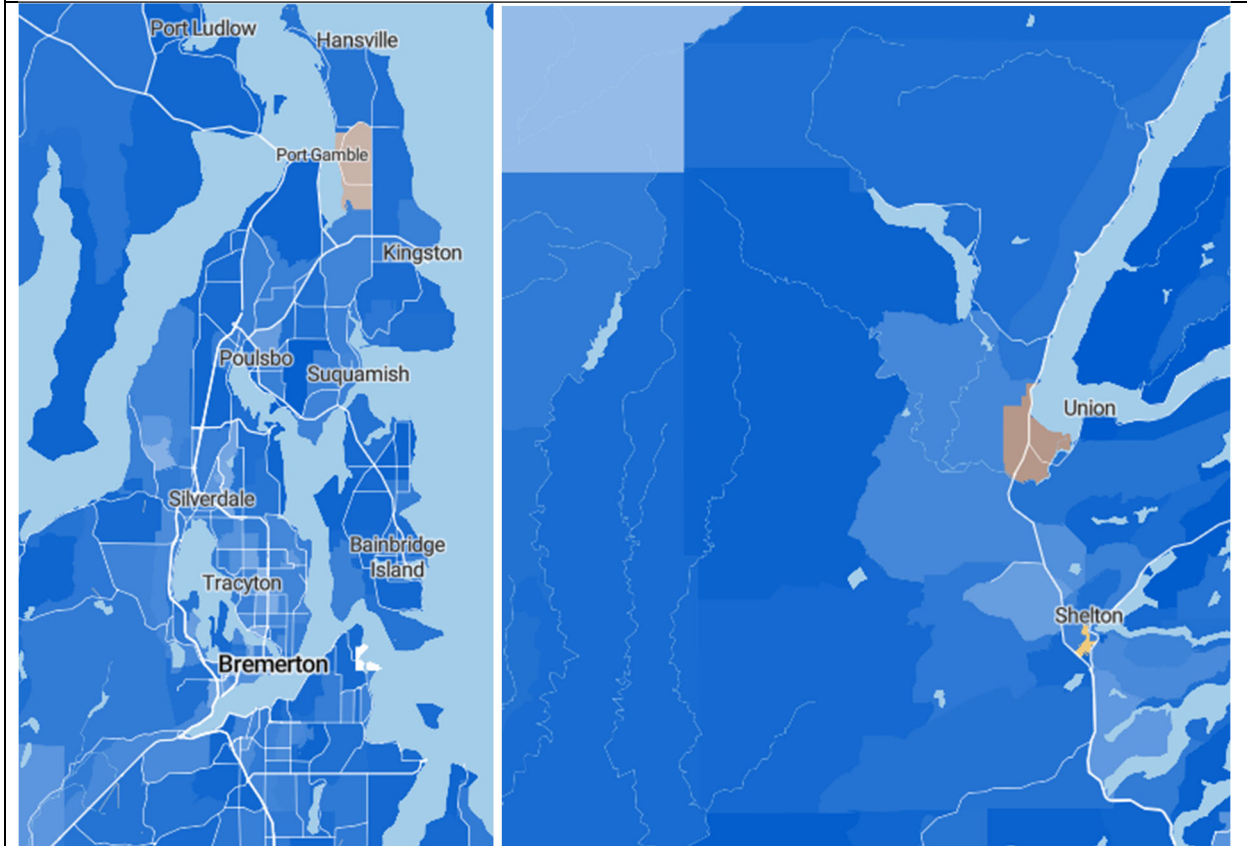 Port Ludlow
Hansville
Port Gamble
Kingston
Poulsbo
Suquamish
Silverdale
Bainbridge
Island
Tracyton
Bremerton
Union
Shelton